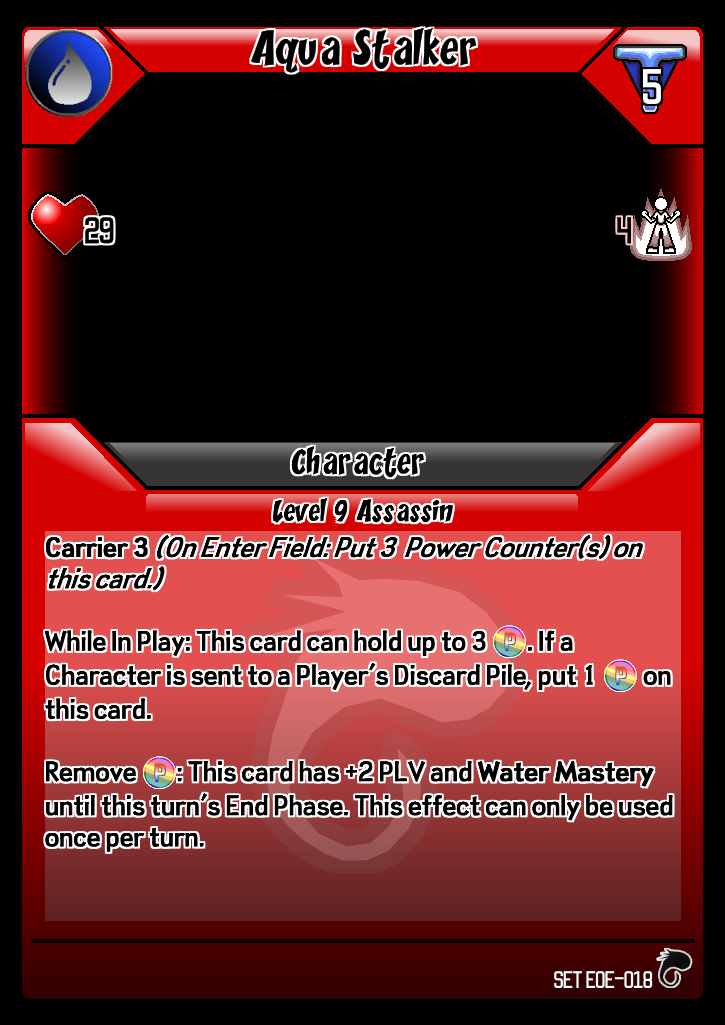 Aqua Stalker
5
29
4
Character
Level 9 Assassin
Carrier 3 (On Enter Field: Put 3 Power Counter(s) on
this card.)
While In Play: This card can hold up to 3 P. If a
Character is sent to a Player's Discard Pile, put 1 P on
this card.
Remove P: This card has +2 PLV and Water Mastery
until this turn's End Phase. This effect can only be used
once per turn.
SET EOE-018